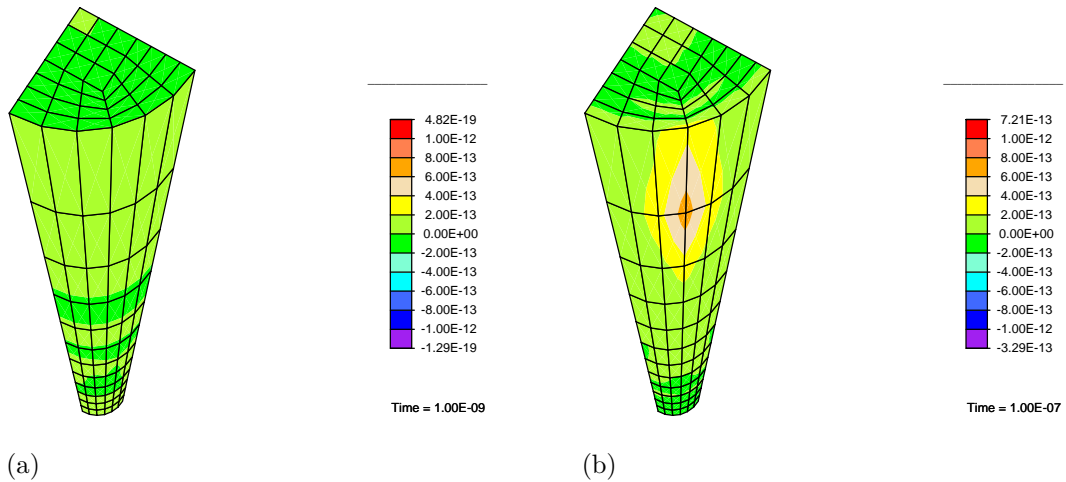 4.82E-19
1.00E-12
8.00E-13
6.00E-13
4.00E-13
2.00E-13
0.00E+00
-2.00E-13
-4.00E-13
-6.00E-13
-8.00E-13
-1.00E-12
-1.29E-19
Time = 1.00E-09
(a)
7.21E-13
1.00E-12
8.00E-13
6.00E-13
4.00E-13
2.00E-13
0.00E+00
-2.00E-13
-4.00E-13
-6.00E-13
-8.00E-13
-1.00E-12
-3.29E-13
Time = 1.00E-07
(b)